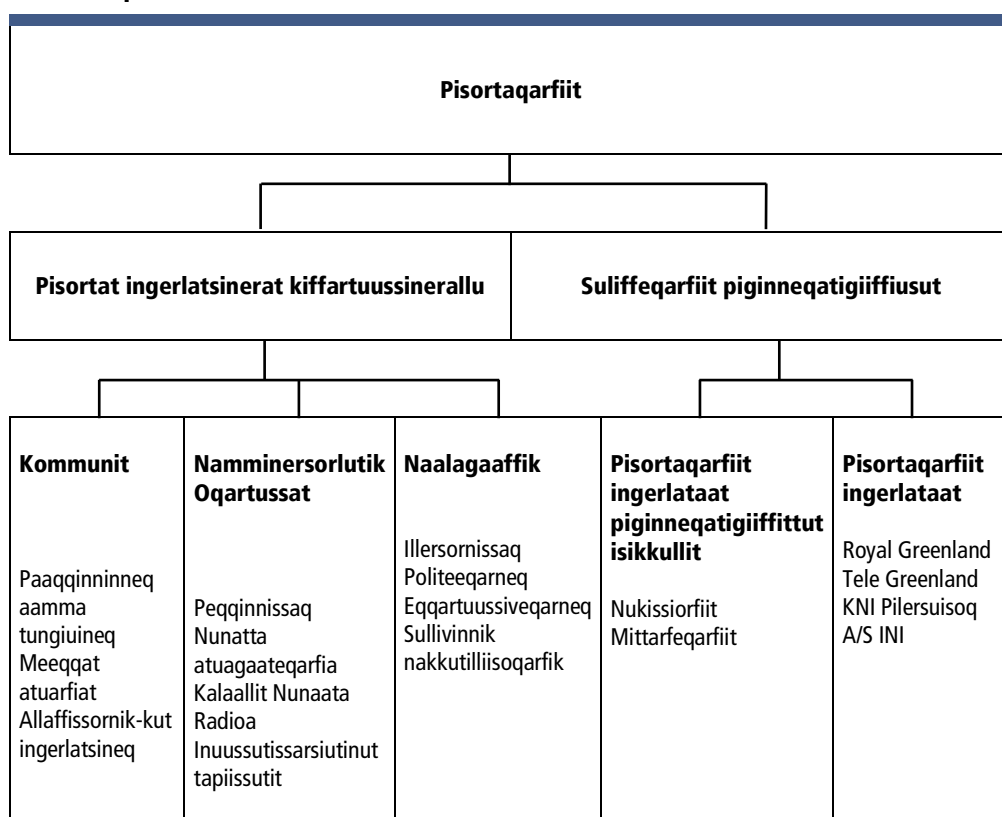 Pisortaqarfiit
Pisortat ingerlatsinerat kiffartuussinerallu
Suliffeqarfiit piginneqatigiiffiusut
Kommunit
Paaqqinninneq
aamma
tungiuineq
Meeqqat
atuarfiat
Allaffissornik-kut
ingerlatsineq
Namminersorlutik
Oqartussat
Peqqinnissaq
Nunatta
atuagaateqarfia
Kalaallit Nunaata
Radioa
Inuussutissarsiutinut
tapiissutit
Naalagaaffik
Illersornissaq
Politeeqarneq
Eqqartuussiveqarneq
Sullivinnik
nakkutilliisoqarfik
Pisortaqarfiit
ingerlataat
piginneqatigiiffittut
isikkullit
Nukissiorfiit
Mittarfeqarfiit
Pisortaqarfiit
ingerlataat
Royal Greenland
Tele Greenland
KNI Pilersuisoq
A/S INI